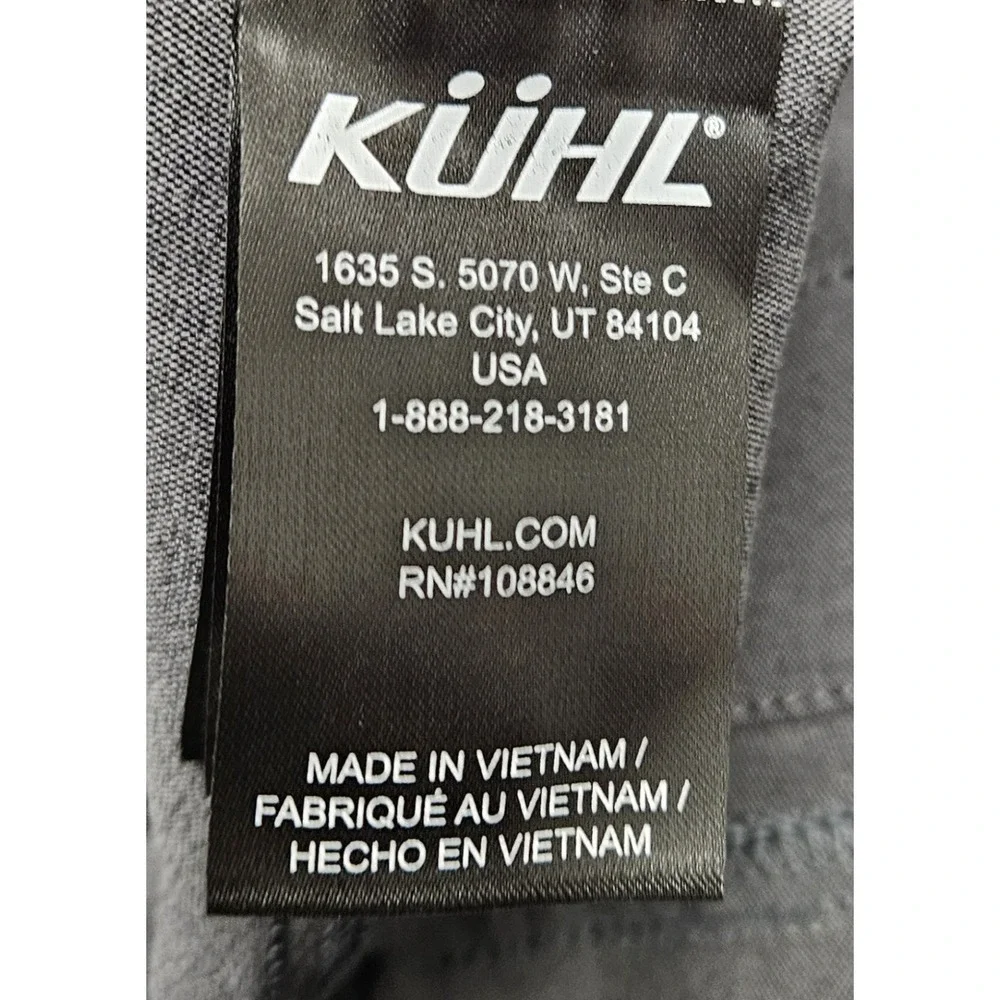 KÜHL®
1635 S. 5070 W, Ste C
Salt Lake City, UT 84104
USA
1-888-218-3181
KUHL.COM
RN#108846
MADE IN VIETNAM /
FABRIQUÉ AU VIETNAM /
HECHO EN VIETNAM